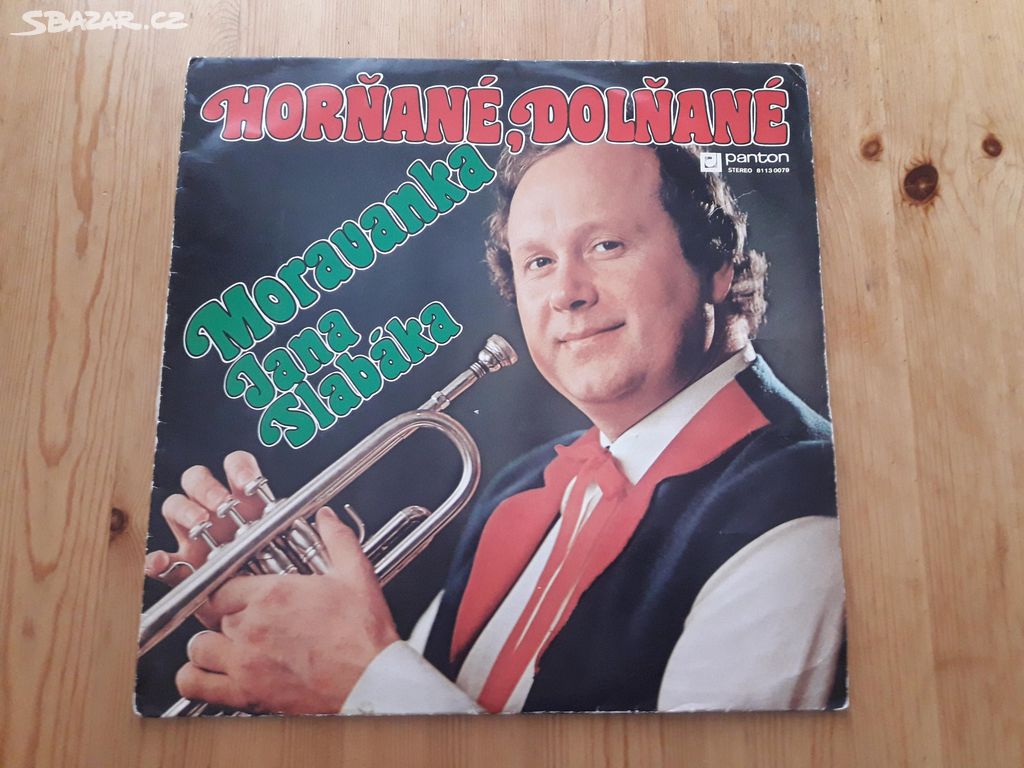 SBAZAR.CZ
HORŇANÉ, DOLŇANÉ
panton
STEREO 8113 0079
Moravanka
Jana
Slabáka